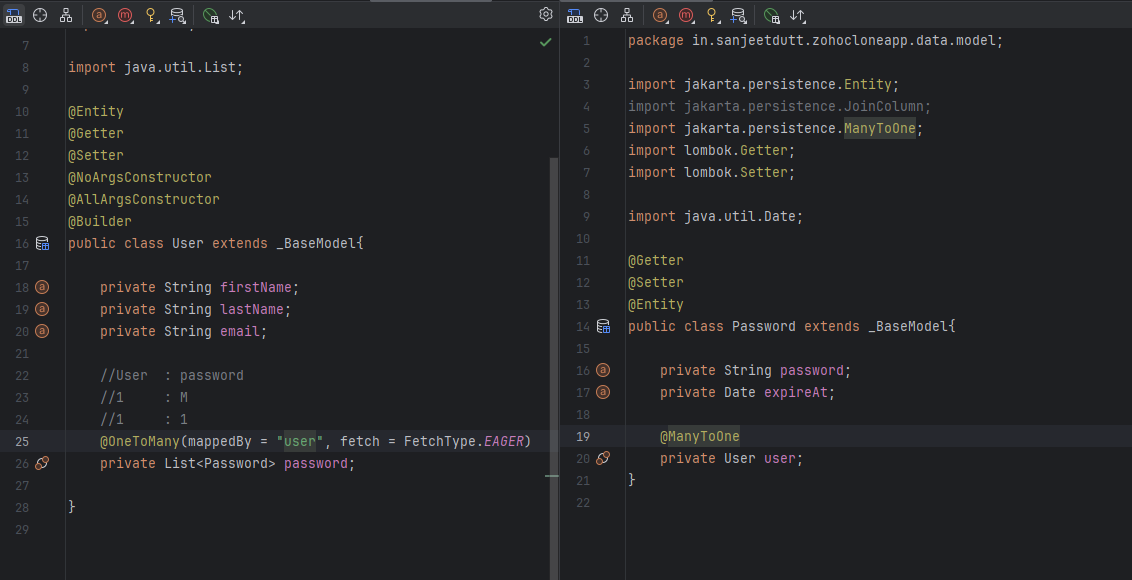 DDL
7
8 import java.util.List;
9
10 @Entity
11 @Getter
12 @Setter
13 @NoArgsConstructor
14 @AllArgsConstructor
15 @Builder
16 public class User extends _BaseModel{
17
18 private String firstName;
19 private String lastName;
20 private String email;
21
22 //User  : password
23 //1     : M
24 //1     : 1
25 @OneToMany(mappedBy = "user", fetch = FetchType.EAGER)
26 private List<Password> password;
27
28 }
29
DDL
1 package in.sanjeetdutt.zohocloneapp.data.model;
2
3 import jakarta.persistence.Entity;
4 import jakarta.persistence.JoinColumn;
5 import jakarta.persistence.ManyToOne;
6 import lombok.Getter;
7 import lombok.Setter;
8
9 import java.util.Date;
10
11 @Getter
12 @Setter
13 @Entity
14 public class Password extends _BaseModel{
15
16 private String password;
17 private Date expireAt;
18
19 @ManyToOne
20 private User user;
21 }
22